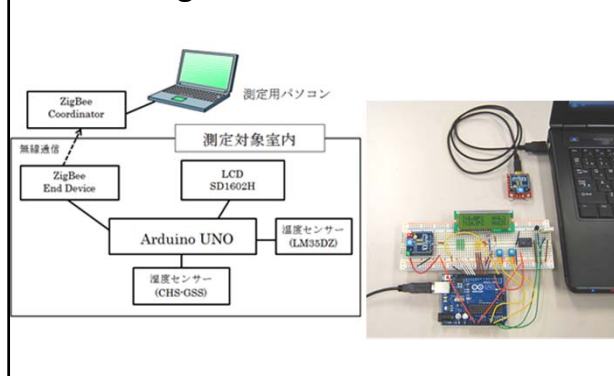 測定用パソコン
ZigBee
Coordinator
測定対象室内
無線通信
ZigBee
End Device
LCD
SD1602H
Arduino UNO
温度センサー
(LM35DZ)
湿度センサー
(CHS-GSS)